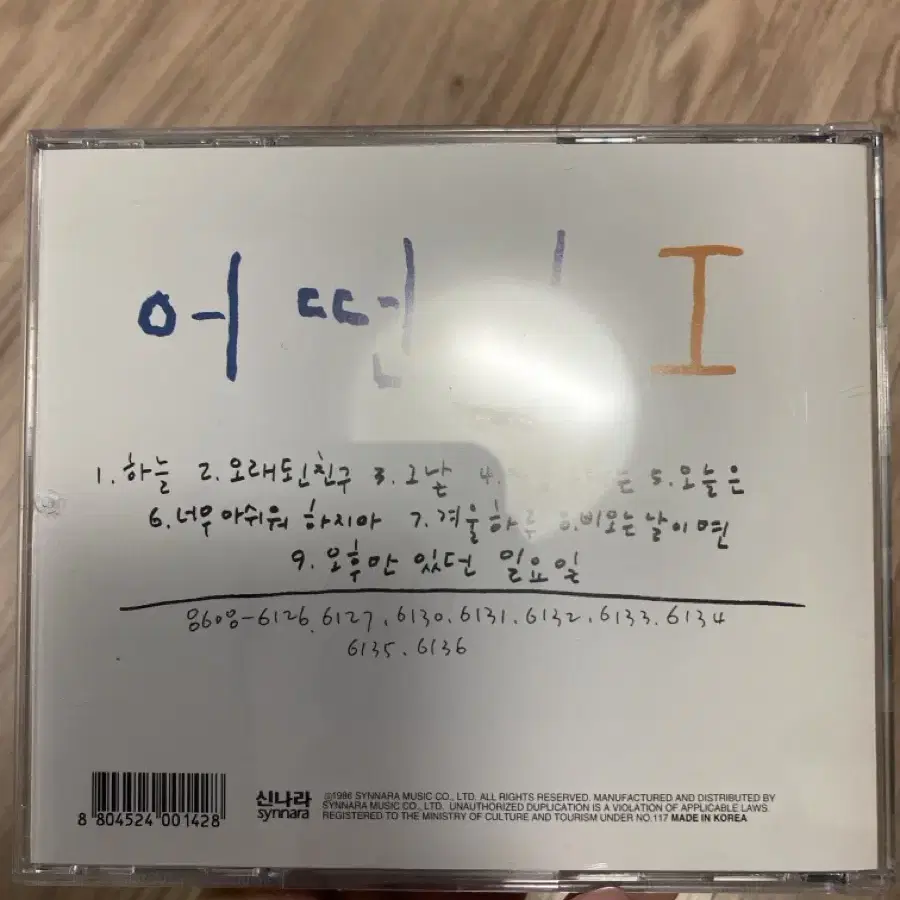 어떤 I
1. 하늘 2. 오래된친구 3. 그날 4. 5. 오늘은
6. 너무 아쉬워 하지마 7. 겨울하루 8. 비오는 날이면
9. 오후만 있던 일요일
음60음-6126, 6127, 6130, 6131, 6132, 6133, 6134
6135, 6136
8 804524 001428
신나라
synnara
Ⓟ1986 SYNNARA MUSIC CO., LTD. ALL RIGHTS RESERVED. MANUFACTURED AND DISTRIBUTED BY
SYNNARA MUSIC CO., LTD. UNAUTHORIZED DUPLICATION IS A VIOLATION OF APPLICABLE LAWS
REGISTERED TO THE MINISTRY OF CULTURE AND TOURISM UNDER NO.117 MADE IN KOREA